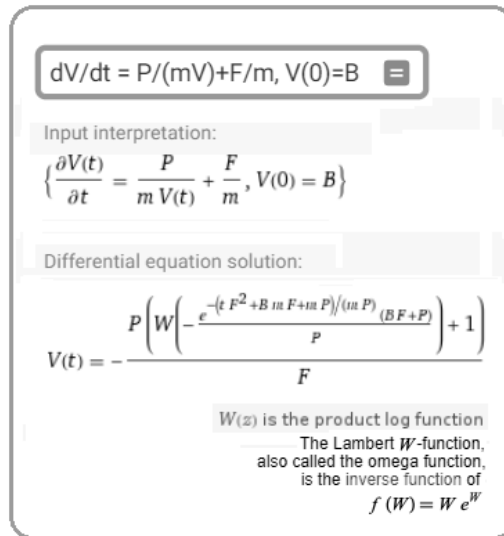 dV/dt = P/(mV)+F/m, V(0)=B =
Input interpretation:
{∂V(t)/∂t = P/(m V(t)) + F/m, V(0) = B}
Differential equation solution:
V(t) = -P(W(-e^(-(t F^2+B m F+m P)/(m P)) (B F+P)/P)+1)/F
W(z) is the product log function
The Lambert W-function,
also called the omega function,
is the inverse function of
f (W) = W e^W